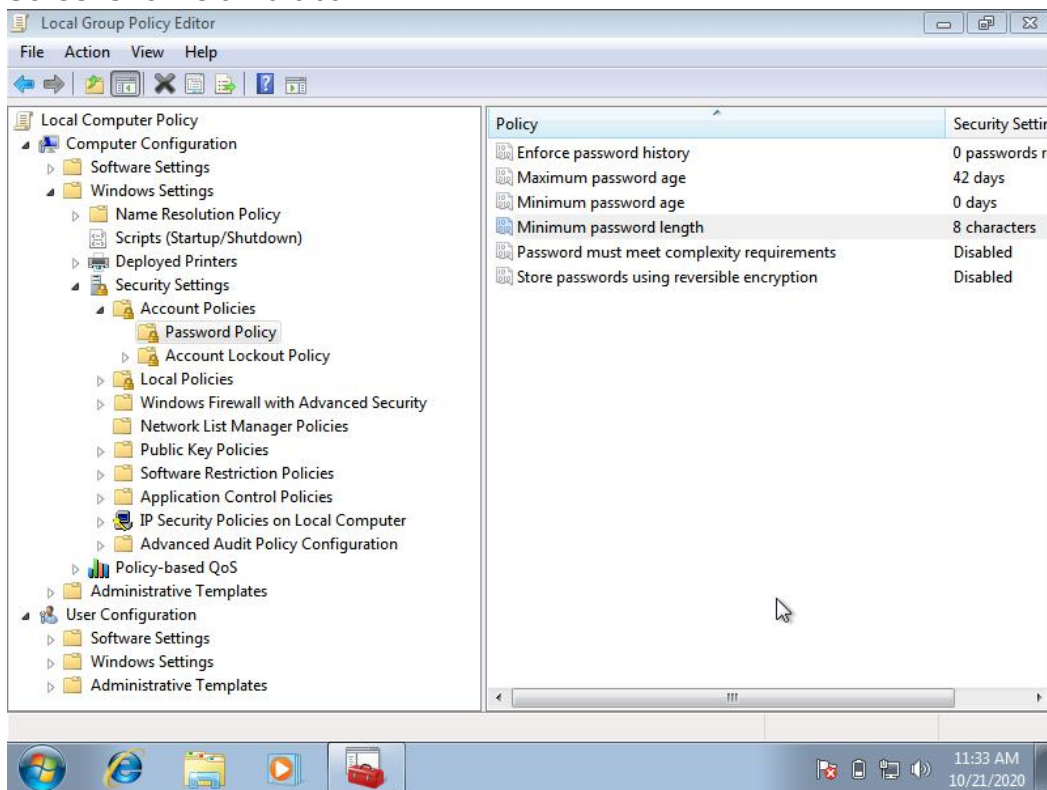 Local Group Policy Editor
File Action View Help
Local Computer Policy
Computer Configuration
Software Settings
Windows Settings
Name Resolution Policy
Scripts (Startup/Shutdown)
Deployed Printers
Security Settings
Account Policies
Password Policy
Account Lockout Policy
Local Policies
Windows Firewall with Advanced Security
Network List Manager Policies
Public Key Policies
Software Restriction Policies
Application Control Policies
IP Security Policies on Local Computer
Advanced Audit Policy Configuration
Policy-based QoS
Administrative Templates
User Configuration
Software Settings
Windows Settings
Administrative Templates
Policy Security Settin
Enforce password history 0 passwords r
Maximum password age 42 days
Minimum password age 0 days
Minimum password length 8 characters
Password must meet complexity requirements Disabled
Store passwords using reversible encryption Disabled
11:33 AM
10/21/2020